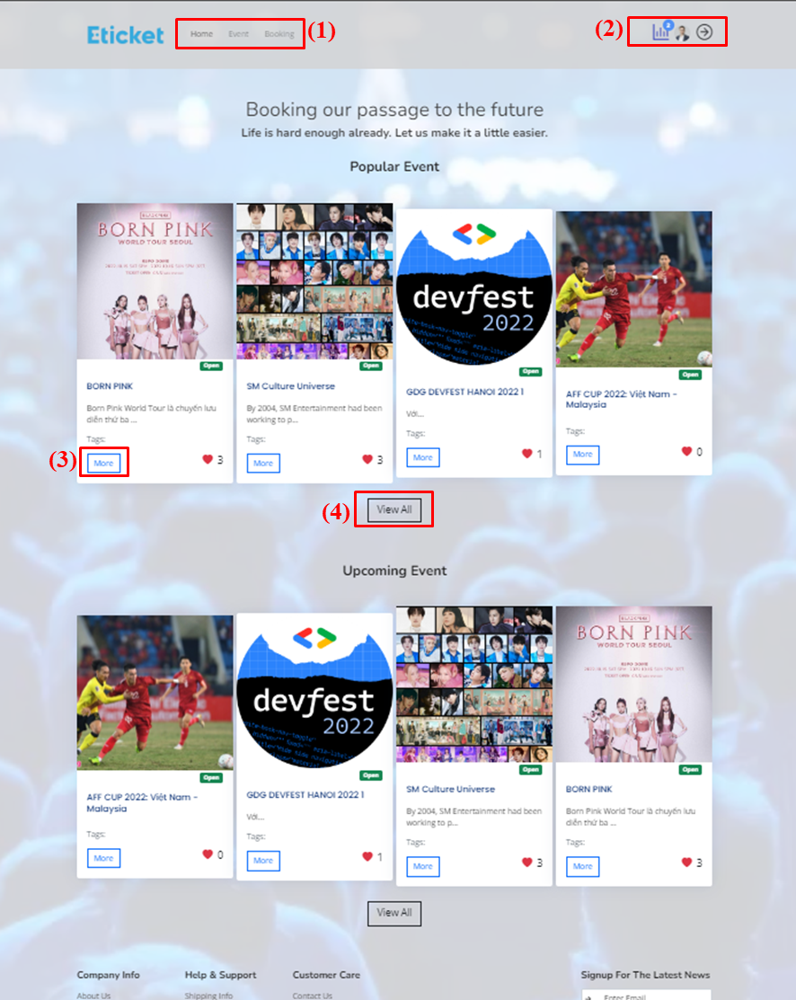 Eticket
Home Event Booking (1)
(2)
Booking our passage to the future
Life is hard enough already. Let us make it a little easier.
Popular Event
BORN PINK
WORLD TOUR SEOUL
devfest
2022
Open
Open
Open
Open
BORN PINK
Born Pink World Tour là chuyến lưu
diễn thứ ba ...
Tags:
(3) More
3
SM Culture Universe
By 2004, SM Entertainment had been
working to p...
Tags:
More
3
GDG DEVFEST HANOI 2022 1
Với...
Tags:
More
1
AFF CUP 2022: Việt Nam -
Malaysia
Tags:
More
0
(4) View All
Upcoming Event
devfest
2022
BORN PINK
WORLD TOUR SEOUL
Open
Open
Open
Open
AFF CUP 2022: Việt Nam -
Malaysia
Tags:
More
0
GDG DEVFEST HANOI 2022 1
Với...
Tags:
More
1
SM Culture Universe
By 2004, SM Entertainment had been
working to p...
Tags:
More
3
BORN PINK
Born Pink World Tour là chuyến lưu
diễn thứ ba ...
Tags:
More
3
View All
Company Info
About Us
Help & Support
Shipping Info
Customer Care
Contact Us
Signup For The Latest News
Enter Email